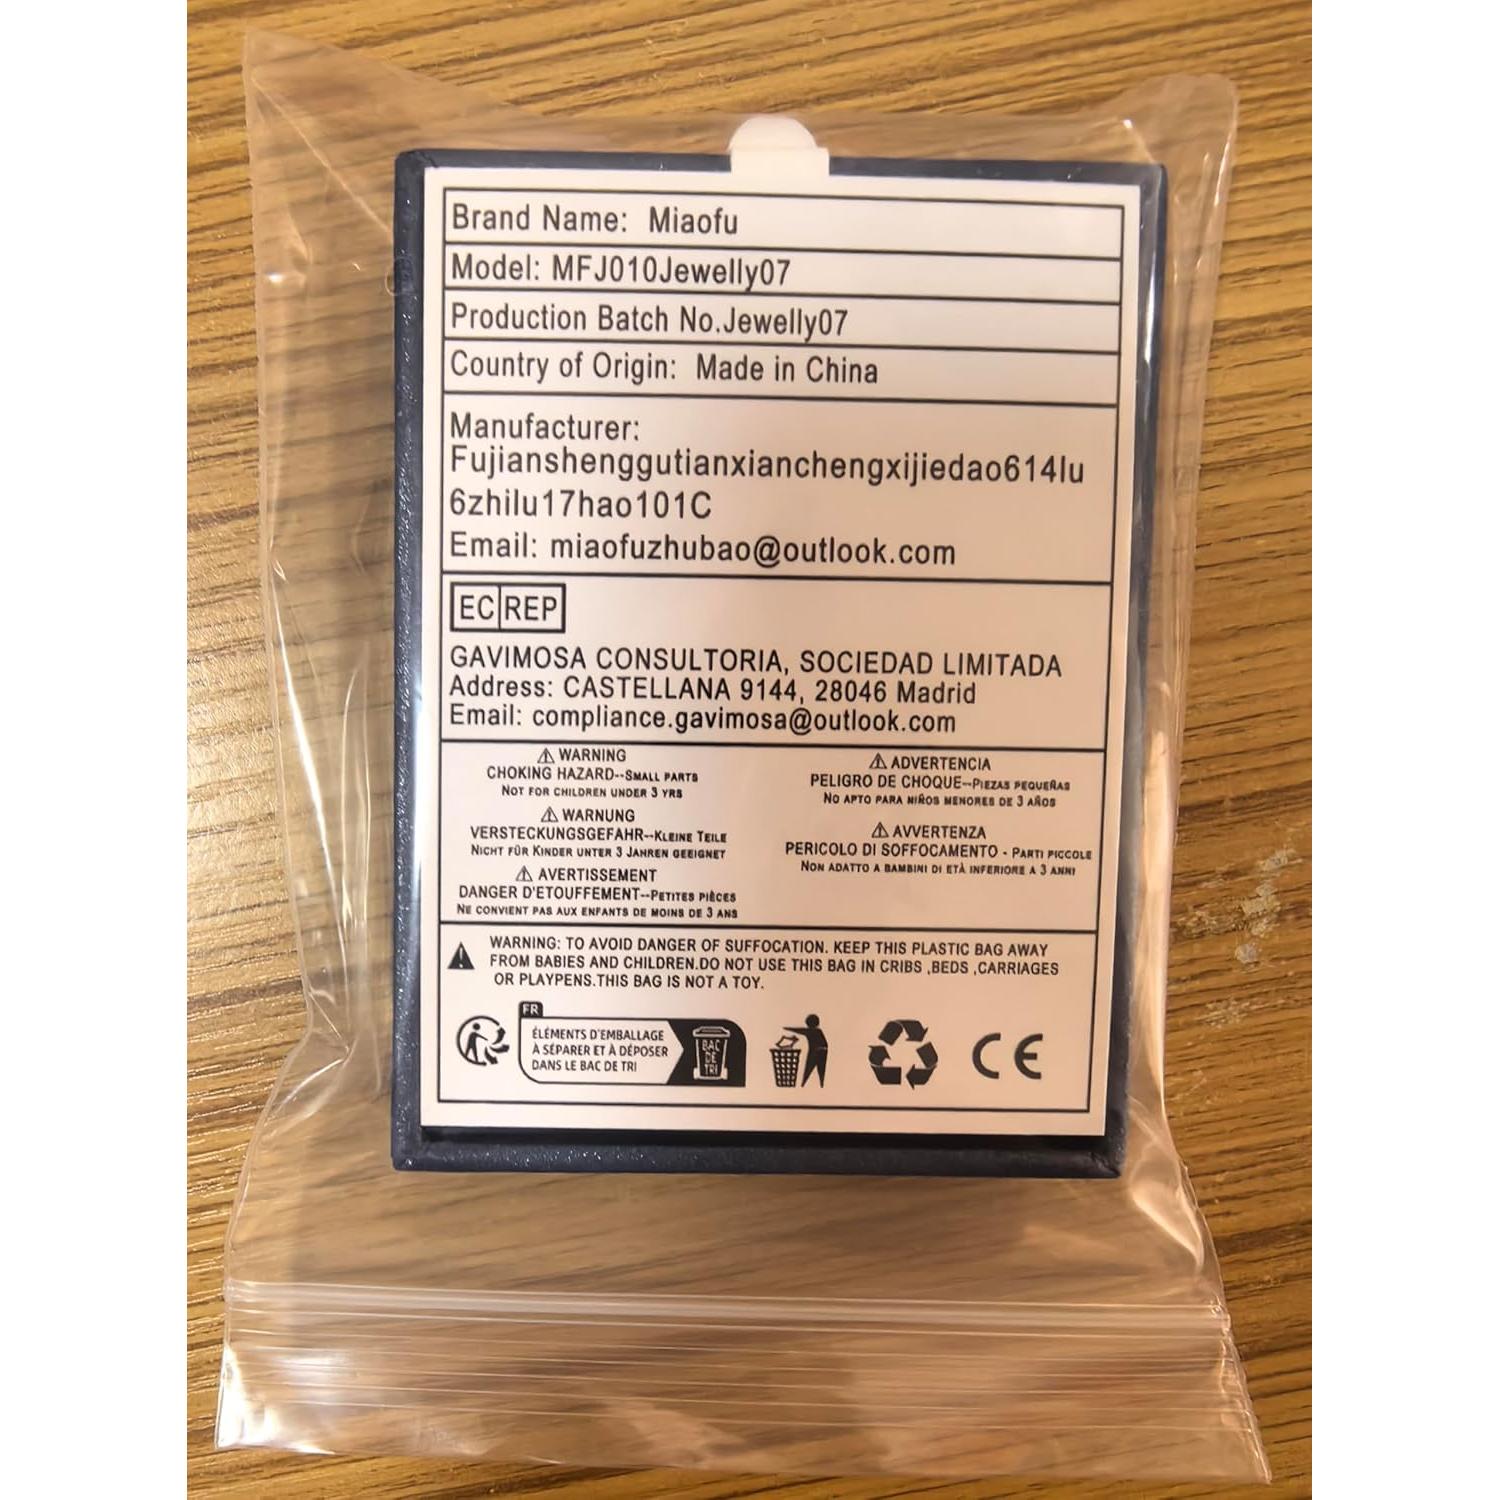 Brand Name: Miaofu
Model: MFJ010Jewelly07
Production Batch No.Jewelly07
Country of Origin: Made in China
Manufacturer:
Fujianshenggutianxianchengxijiedao614lu
6zhilu17hao101C
Email: miaofuzhubao@outlook.com
EC REP
GAVIMOSA CONSULTORIA, SOCIEDAD LIMITADA
Address: CASTELLANA 9144, 28046 Madrid
Email: compliance.gavimosa@outlook.com
⚠ WARNING
CHOKING HAZARD--SMALL PARTS
NOT FOR CHILDREN UNDER 3 YRS
⚠ WARNUNG
VERSTECKUNGSGEFAHR--KLEINE TEILE
NICHT FÜR KINDER UNTER 3 JAHREN GEEIGNET
⚠ AVERTISSEMENT
DANGER D'ETOUFFEMENT--PETITES PIÈCES
NE CONVIENT PAS AUX ENFANTS DE MOINS DE 3 ANS
⚠ ADVERTENCIA
PELIGRO DE CHOQUE--PIEZAS PEQUEÑAS
NO APTO PARA NIÑOS MENORES DE 3 AÑOS
⚠ AVVERTENZA
PERICOLO DI SOFFOCAMENTO - PARTI PICCOLE
NON ADATTO A BAMBINI DI ETÀ INFERIORE A 3 ANNI
WARNING: TO AVOID DANGER OF SUFFOCATION. KEEP THIS PLASTIC BAG AWAY
FROM BABIES AND CHILDREN.DO NOT USE THIS BAG IN CRIBS ,BEDS ,CARRIAGES
OR PLAYPENS.THIS BAG IS NOT A TOY.
FR
ÉLÉMENTS D'EMBALLAGE
À SÉPARER ET À DÉPOSER
DANS LE BAC DE TRI
BAC
DE
TRI
CE